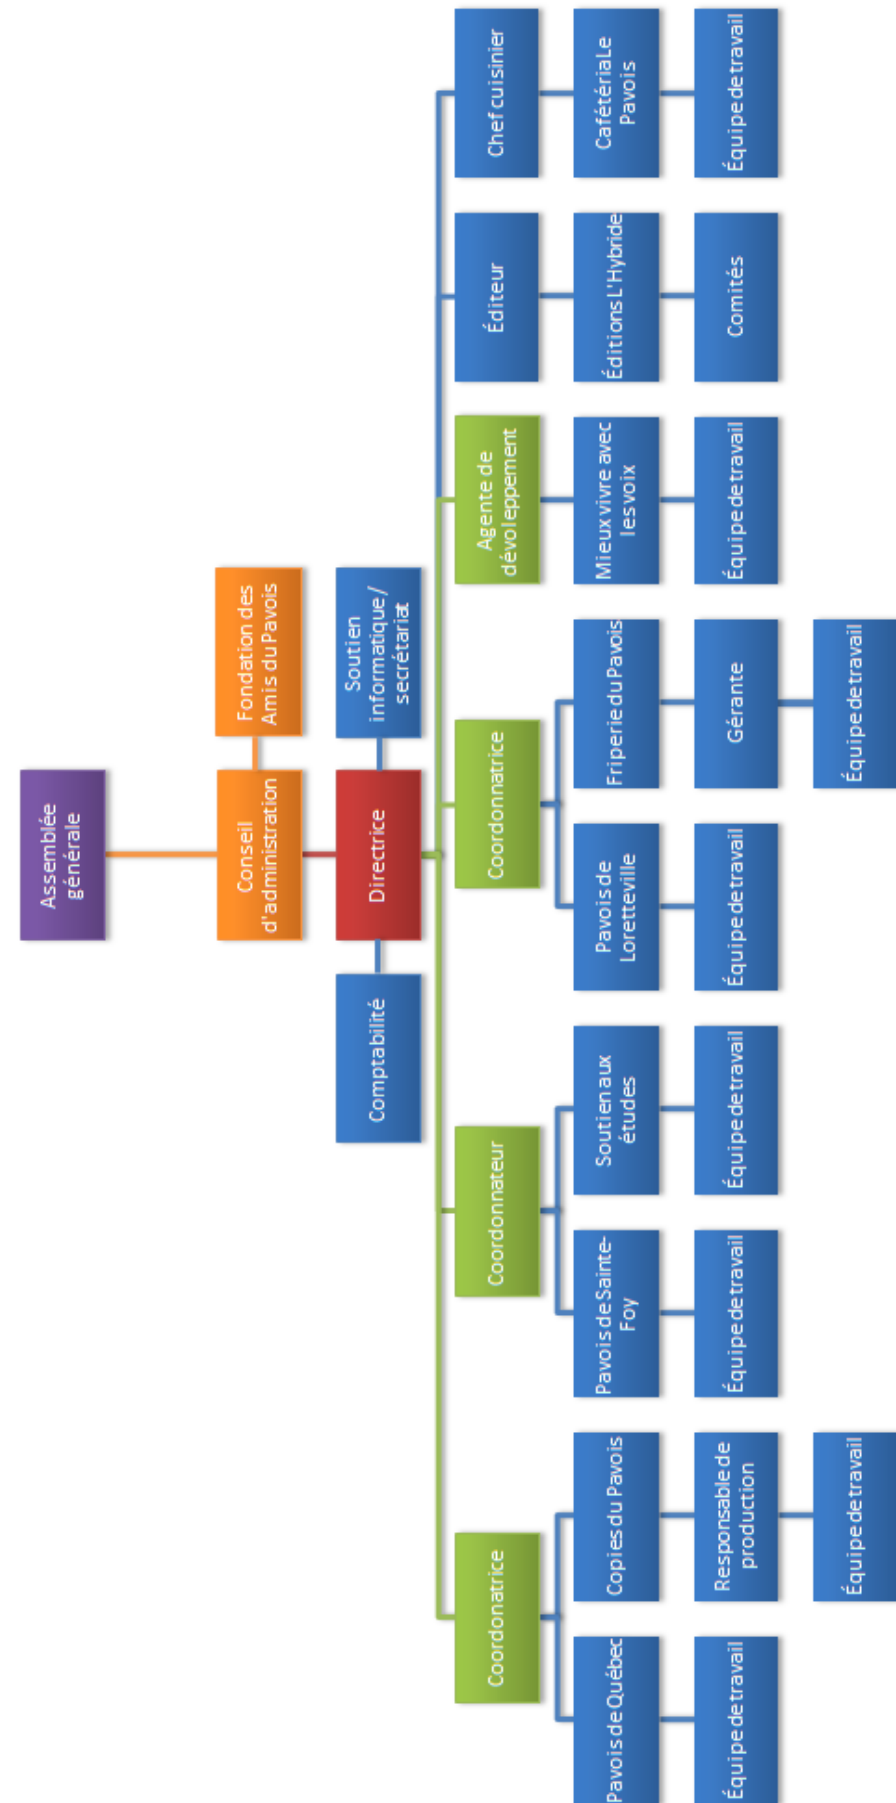 Assemblée
générale
Conseil
d'administration
Fondation des
Amis du Pavois
Comptabilité
Directrice
Soutien
informatique/
secrétariat
Coordonatrice
Coordonnateur
Coordonnatrice
Agente de
dévoleppement
Éditeur
Chef cuisinier
Pavois de Québec
Copies du Pavois
Pavois de Sainte-
Foy
Soutien aux
études
Pavois de
Loretteville
Friperie du Pavois
Mieux vivre avec
les voix
Éditions L'Hybride
Cafétéria Le
Pavois
Équipe de travail
Responsable de
production
Équipe de travail
Équipe de travail
Équipe de travail
Gérante
Équipe de travail
Comités
Équipe de travail
Équipe de travail
Équipe de travail